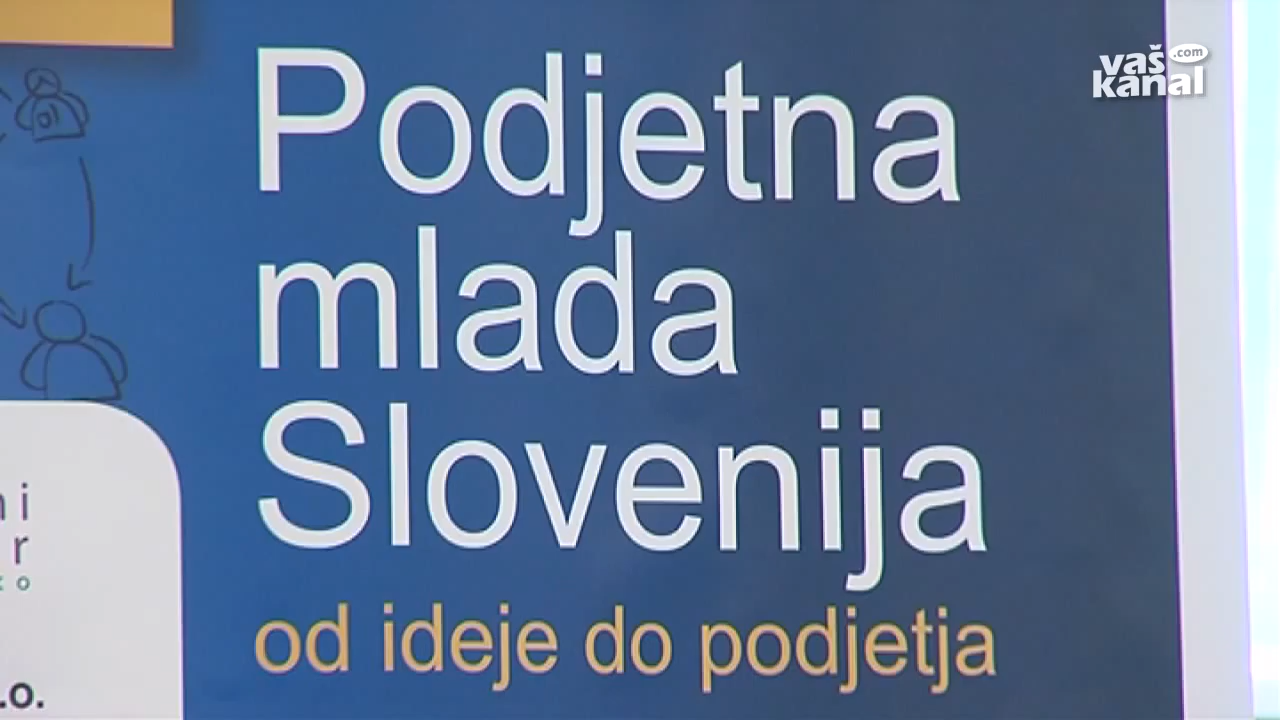 Podjetna
mlada
Slovenija
od ideje do podjetja
vaš
.com
kanal
.o.